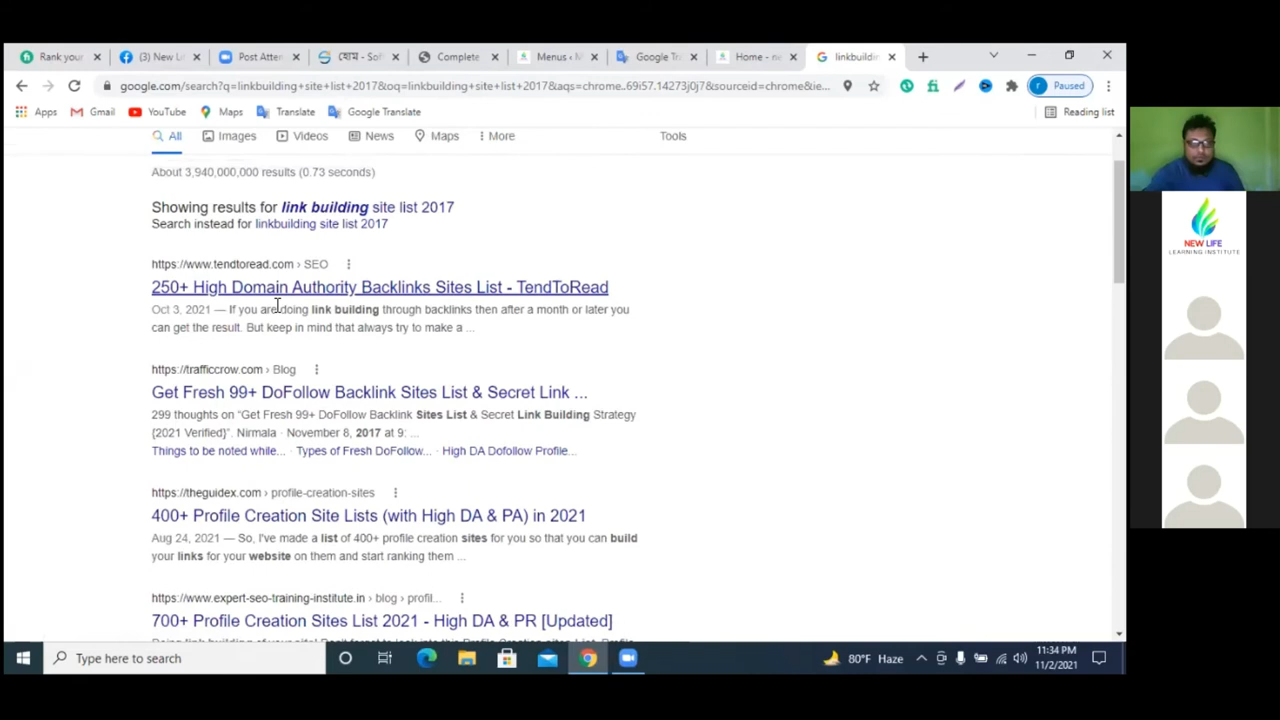 Rank your
(3) New Li
Post Atten
হোম - Soft
Complete
Menus ‹ M
Google Tra
Home - ne
linkbuildin
google.com/search?q=linkbuilding+site+list+2017&oq=linkbuilding+site+list+2017&aqs=chrome..69i57.14273j0j7&sourceid=chrome&ie...
Paused
Apps
Gmail
YouTube
Maps
Translate
Google Translate
Reading list
All
Images
Videos
News
Maps
More
Tools
About 3,940,000,000 results (0.73 seconds)
Showing results for link building site list 2017
Search instead for linkbuilding site list 2017
https://www.tendtoread.com › SEO
250+ High Domain Authority Backlinks Sites List - TendToRead
Oct 3, 2021 — If you are doing link building through backlinks then after a month or later you
can get the result. But keep in mind that always try to make a ...
https://trafficcrow.com › Blog
Get Fresh 99+ DoFollow Backlink Sites List & Secret Link ...
299 thoughts on “Get Fresh 99+ DoFollow Backlink Sites List & Secret Link Building Strategy
{2021 Verified}”. Nirmala · November 8, 2017 at 9: ...
Things to be noted while... · Types of Fresh DoFollow... · High DA Dofollow Profile...
https://theguidex.com › profile-creation-sites
400+ Profile Creation Site Lists (with High DA & PA) in 2021
Aug 24, 2021 — So, I've made a list of 400+ profile creation sites for you so that you can build
your links for your website on them and start ranking them ...
https://www.expert-seo-training-institute.in › blog › profil...
700+ Profile Creation Sites List 2021 - High DA & PR [Updated]
Type here to search
80°F Haze
11:34 PM
11/2/2021
NEW LIFE
LEARNING INSTITUTE